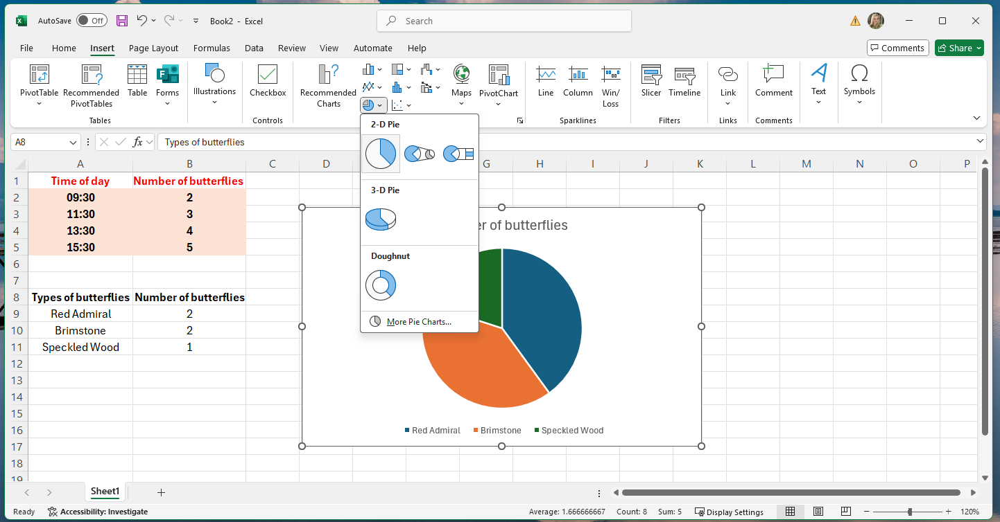 AutoSave Off Book2 - Excel Search
File Home Insert Page Layout Formulas Data Review View Automate Help Comments Share
PivotTable Recommended PivotTables Table Forms Illustrations Checkbox Recommended Charts Maps PivotChart Line Column Win/ Loss Slicer Timeline Link Comment Text Symbols
Tables Controls Sparklines Filters Links Comments
2-D Pie
3-D Pie
Doughnut
More Pie Charts...
A8 fx Types of butterflies
A B C D G H I J K L M N O P
1 Time of day Number of butterflies
2 09:30 2
3 11:30 3
4 13:30 4
5 15:30 5
6
7
8 Types of butterflies Number of butterflies
9 Red Admiral 2
10 Brimstone 2
11 Speckled Wood 1
12
13
14
15
16
17
18
19
er of butterflies
Red Admiral Brimstone Speckled Wood
Sheet1
Ready Accessibility: Investigate Average: 1.666666667 Count: 8 Sum: 5 Display Settings 120%